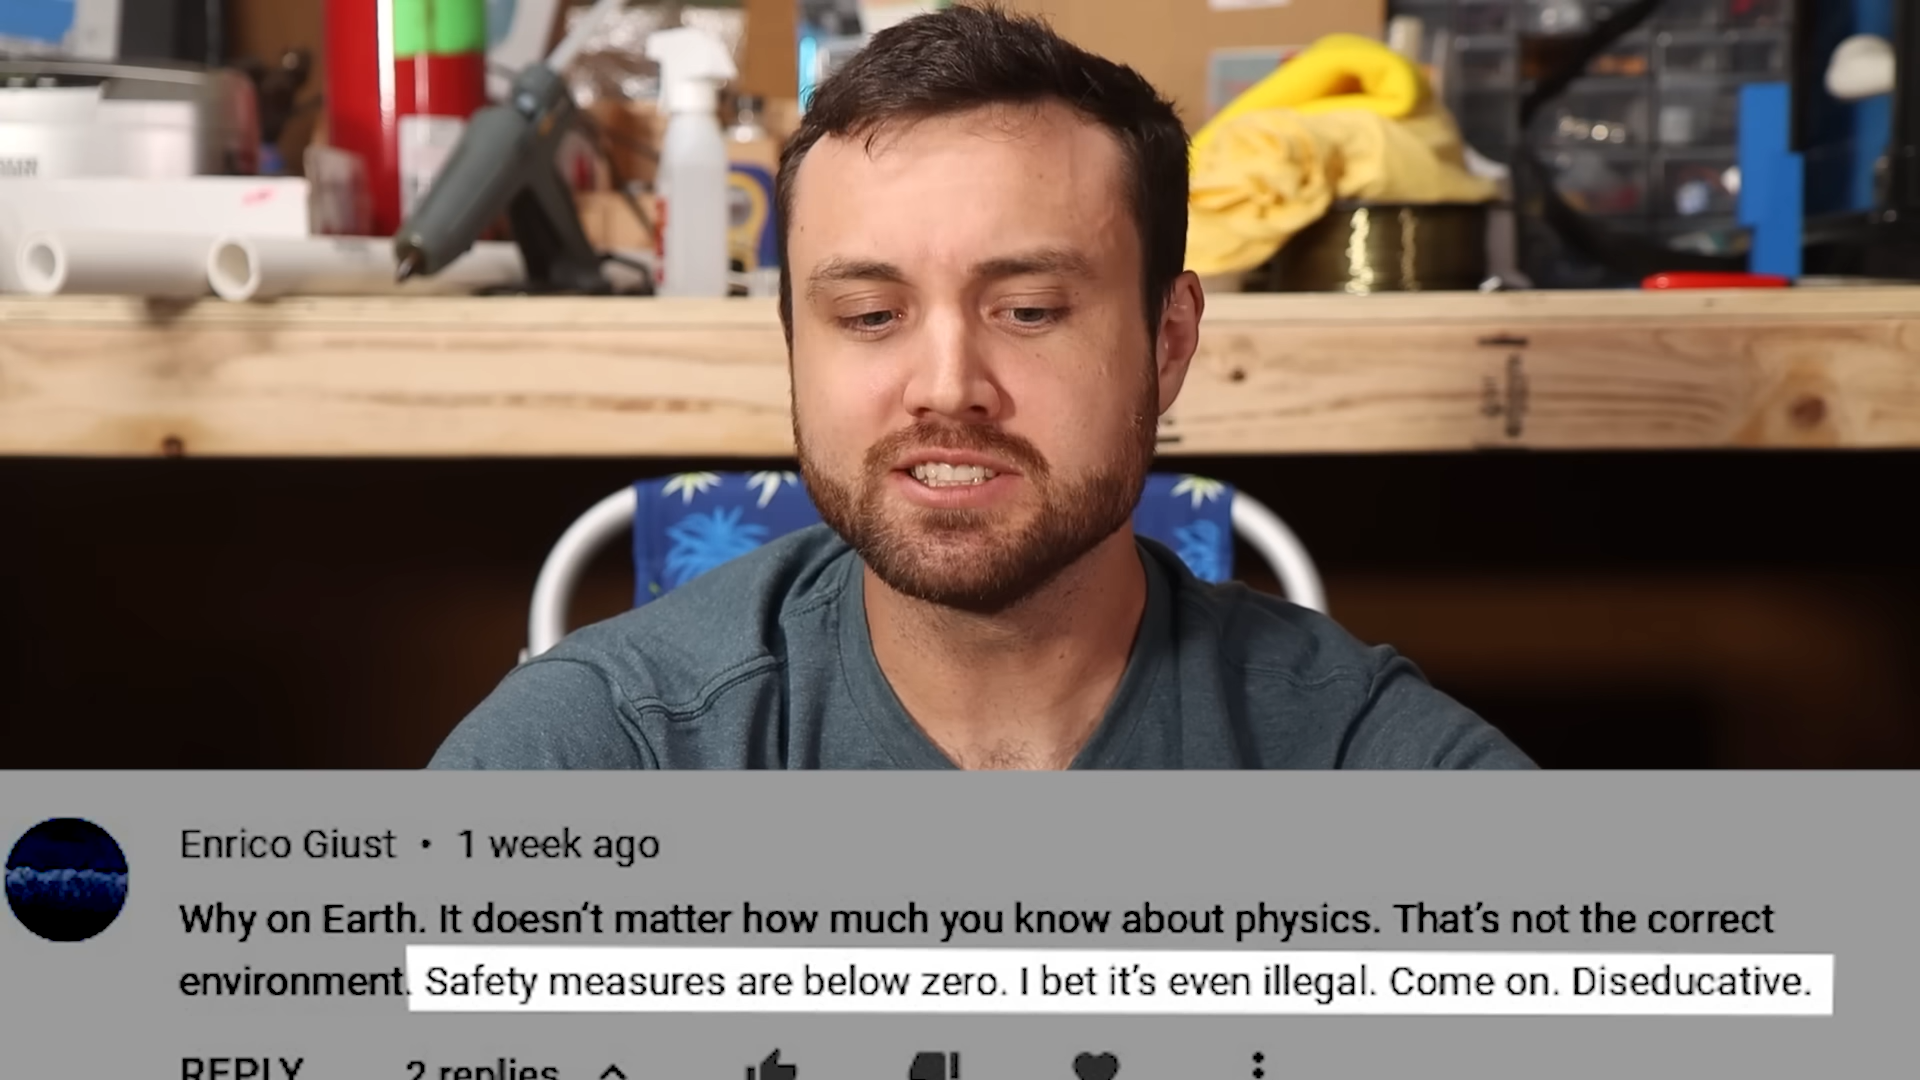 Enrico Giust • 1 week ago
Why on Earth. It doesn't matter how much you know about physics. That's not the correct
environment. Safety measures are below zero. I bet it's even illegal. Come on. Diseducative.
REPLY 2 replies